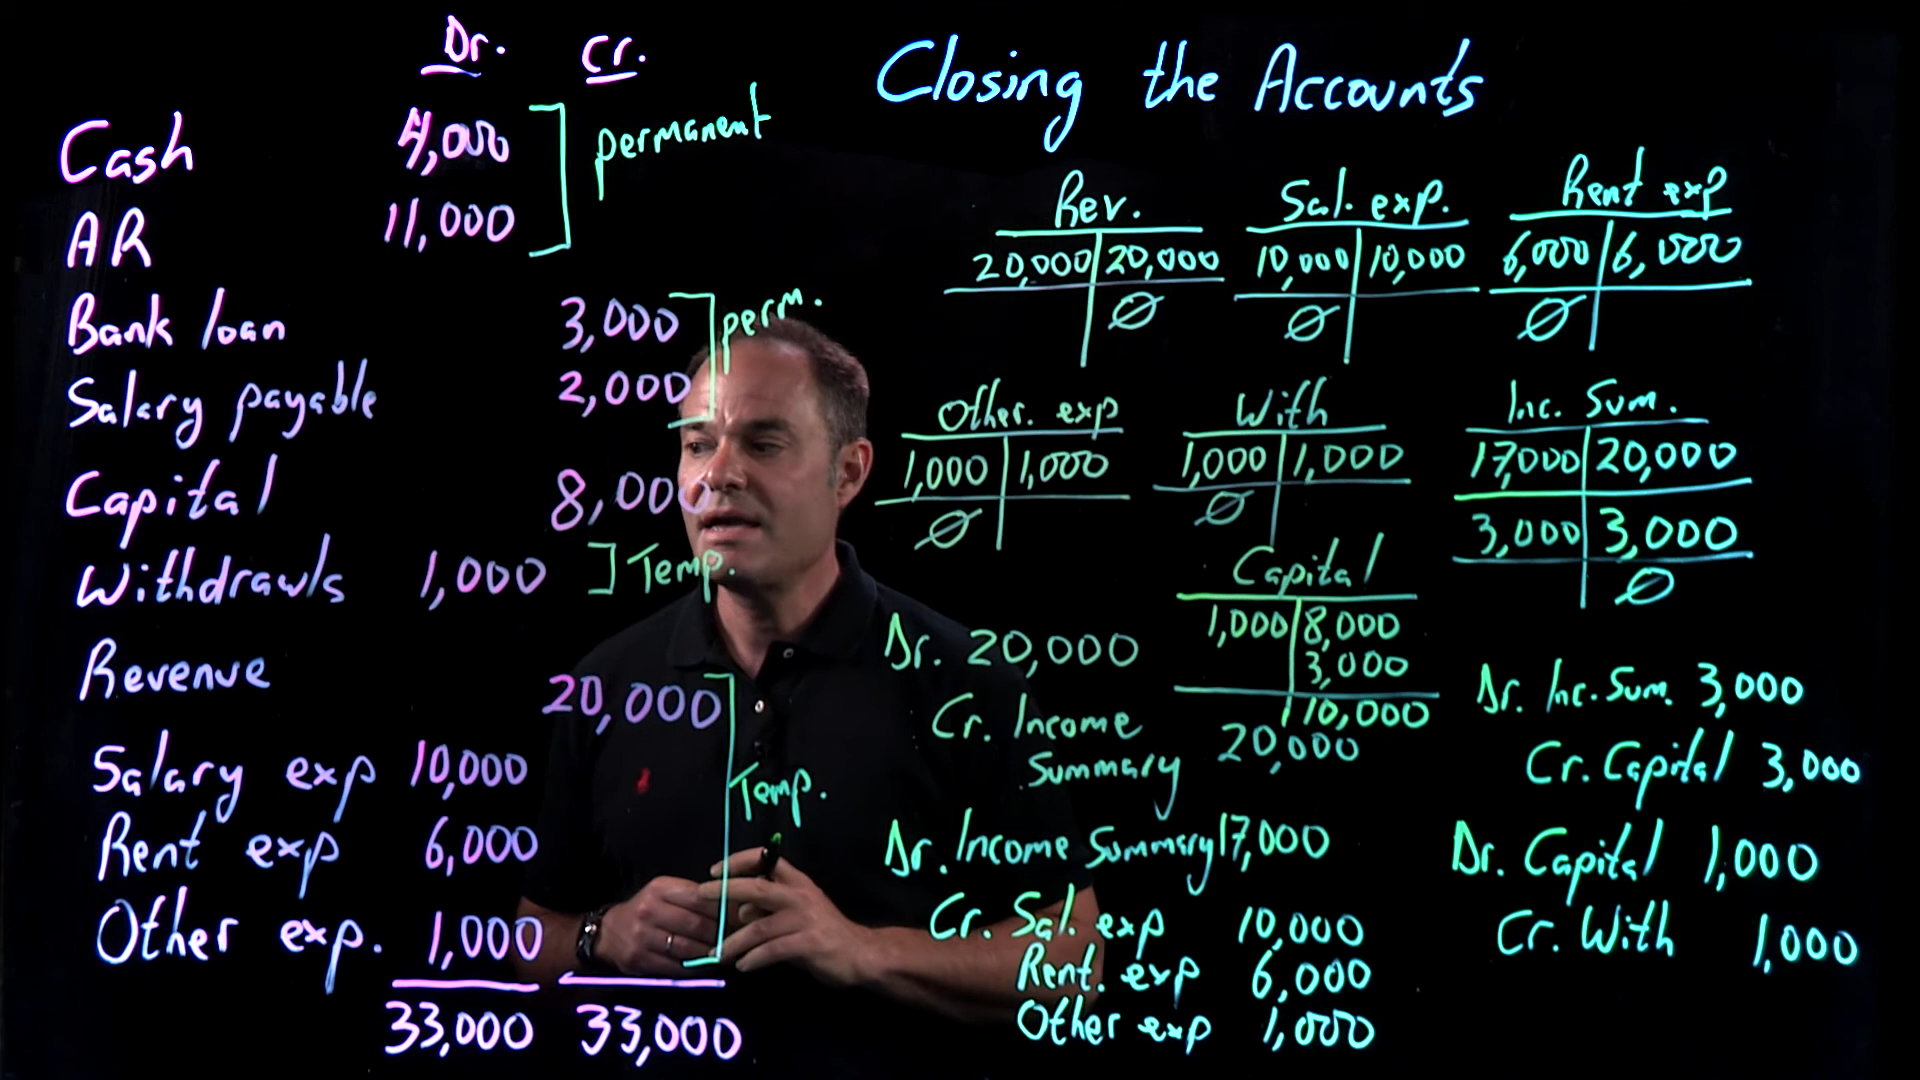 Dr. Cr.
Cash 4,000
AR 11,000
permanent
Bank loan 3,000
perm.
Salary payable 2,000
Capital 8,000
Withdrawls 1,000
Temp.
Revenue 20,000
Salary exp 10,000
Temp.
Rent exp 6,000
Other exp. 1,000
33,000 33,000
Closing the Accounts
Rev.
20,000 20,000
Ø
Sal. exp.
10,000 10,000
Ø
Rent exp
6,000 6,000
Ø
Other. exp
1,000 1,000
Ø
With
1,000 1,000
Ø
Inc. Sum.
17,000 20,000
3,000 3,000
Ø
Capital
1,000 8,000
3,000
10,000
Dr. 20,000
Cr. Income
Summary 20,000
Dr. Income Summary 17,000
Cr. Sal. exp 10,000
Rent. exp 6,000
Other exp 1,000
Dr. Inc. Sum. 3,000
Cr. Capital 3,000
Dr. Capital 1,000
Cr. With 1,000